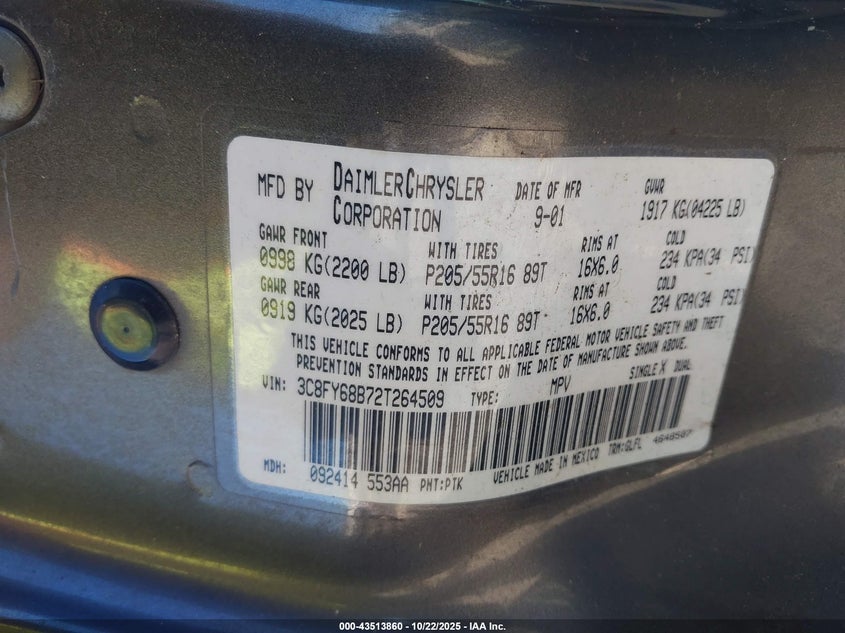 MFD BY DAIMLERCHRYSLER CORPORATION DATE OF MFR 9-01 GVWR 1917 KG(04225 LB)
GAWR FRONT WITH TIRES RIMS AT COLD
0998 KG(2200 LB) P205/55R16 89T 16X6.0 234 KPA(34 PSI)
GAWR REAR WITH TIRES RIMS AT COLD
0919 KG(2025 LB) P205/55R16 89T 16X6.0 234 KPA(34 PSI)
THIS VEHICLE CONFORMS TO ALL APPLICABLE FEDERAL MOTOR VEHICLE SAFETY AND THEFT
PREVENTION STANDARDS IN EFFECT ON THE DATE OF MANUFACTURE SHOWN ABOVE.
VIN: 3C8FY68B72T264509 TYPE: MPV SINGLE X DUAL
MDH: 092414 553AA PNT:PTK VEHICLE MADE IN MEXICO TRM:GLFL 4648507
000-43513860 • 10/22/2025 • IAA Inc.